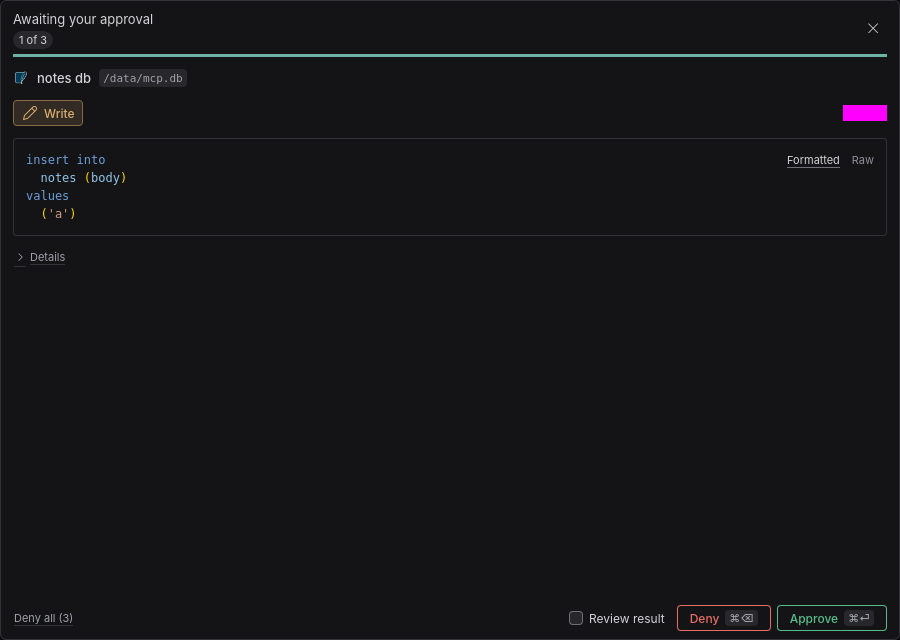 Awaiting your approval
1 of 3
notes db /data/mcp.db
Write
Formatted Raw
insert into
notes (body)
values
('a')
Details
Deny all (3)
Review result
Deny ⌘⌫
Approve ⌘⏎